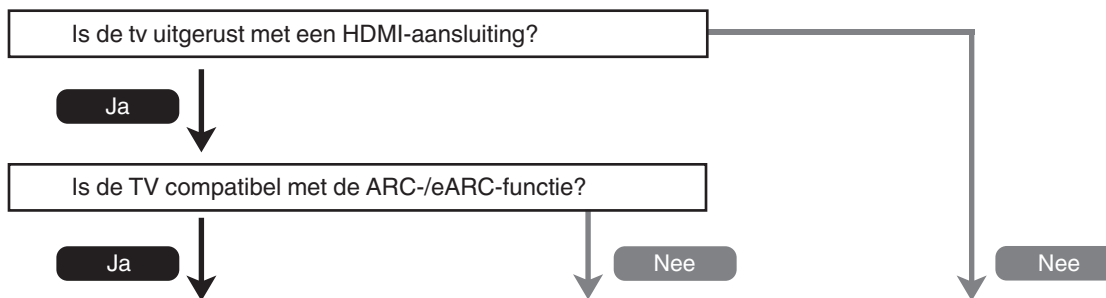 Is de tv uitgerust met een HDMI-aansluiting?
Ja
Is de TV compatibel met de ARC-/eARC-functie?
Ja
Nee
Nee